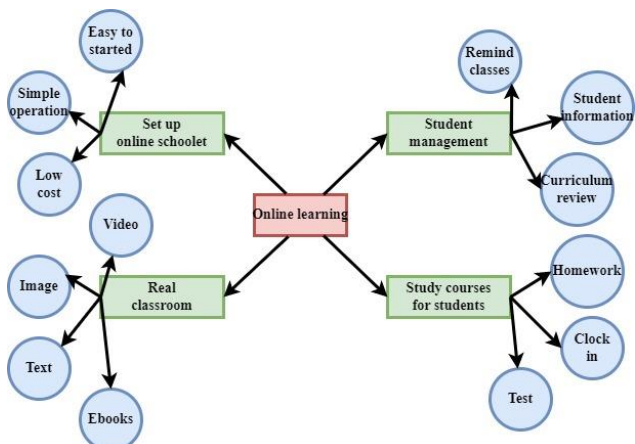 Easy to
started
Simple
operation
Low
cost
Set up
online schoolet
Remind
classes
Student
information
Curriculum
review
Student
management
Online learning
Video
Image
Text
Ebooks
Real
classroom
Study courses
for students
Homework
Clock
in
Test